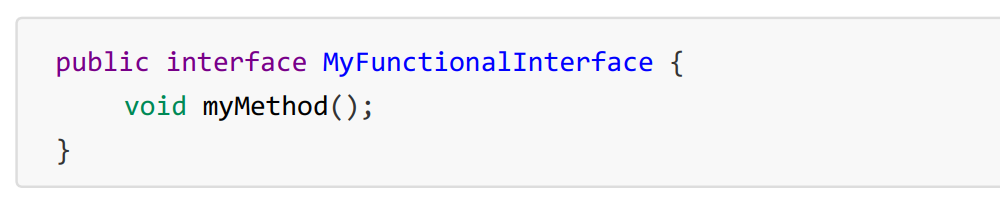 public interface MyFunctionalInterface {
    void myMethod();
}